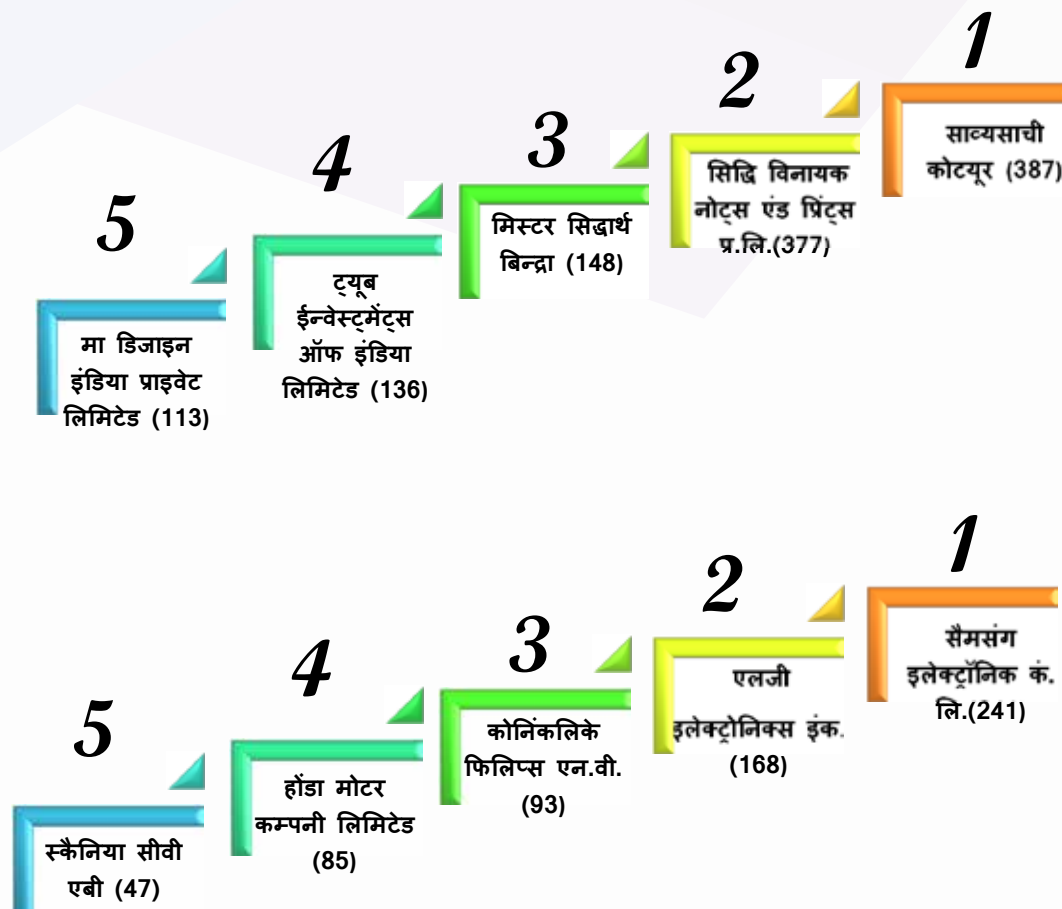 1
साव्यसाची
कोटयूर (387)
2
सिद्धि विनायक
नोट्स एंड प्रिंट्स
प्र.लि.(377)
3
मिस्टर सिद्धार्थ
बिन्द्रा (148)
4
ट्यूब
ईन्वेस्ट्मेंट्स
ऑफ इंडिया
लिमिटेड (136)
5
मा डिजाइन
इंडिया प्राइवेट
लिमिटेड (113)
1
सैमसंग
इलेक्ट्रॉनिक कं.
लि.(241)
2
एलजी
इलेक्ट्रोनिक्स इंक.
(168)
3
कोनिंकलिके
फिलिप्स एन.वी.
(93)
4
होंडा मोटर
कम्पनी लिमिटेड
(85)
5
स्कैनिया सीवी
एबी (47)